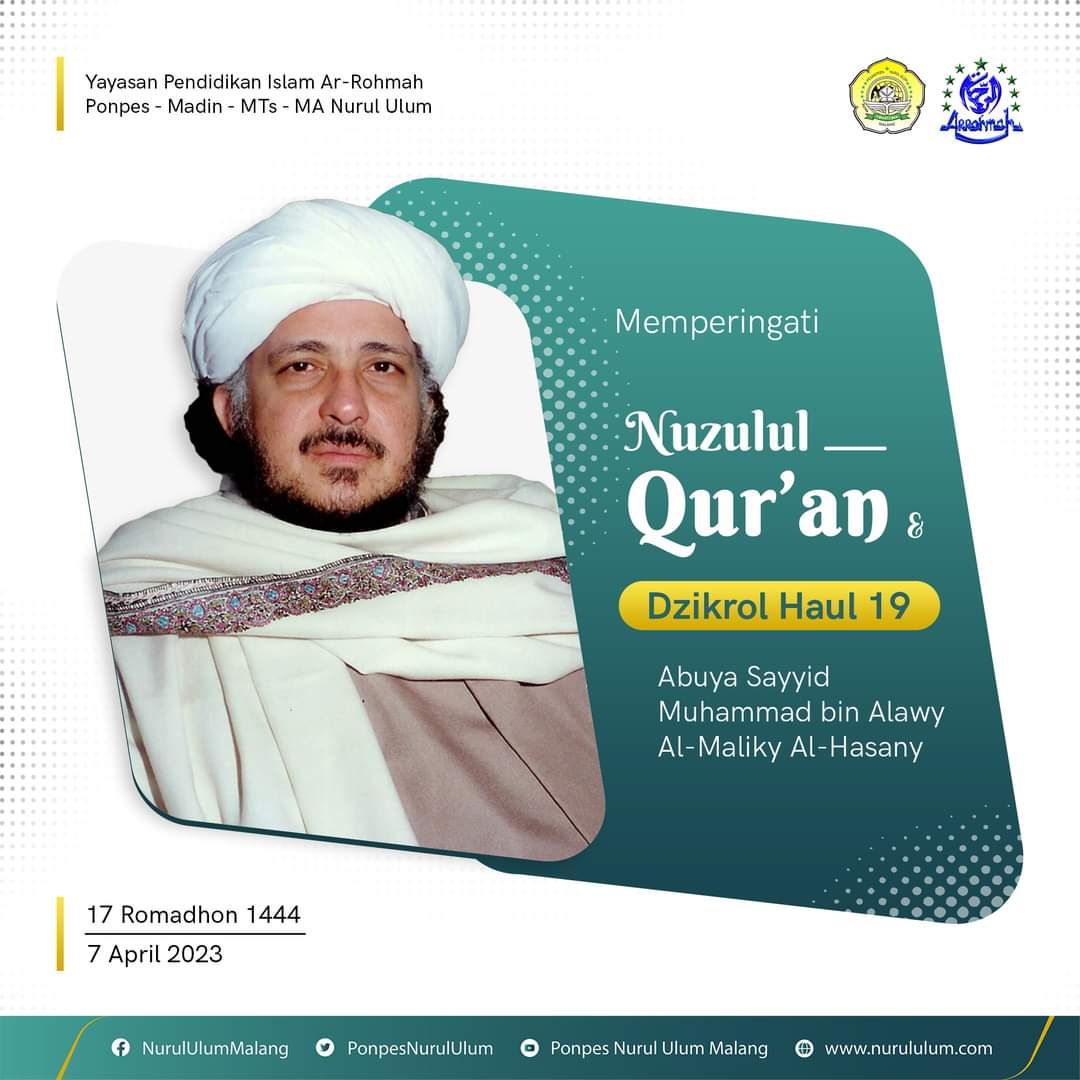 Yayasan Pendidikan Islam Ar-Rohmah
Ponpes - Madin - MTs - MA Nurul Ulum
Arrohmah
Memperingati
Nuzulul
Qur'an &
Dzikrol Haul 19
Abuya Sayyid
Muhammad bin Alawy
Al-Maliky Al-Hasany
17 Romadhon 1444
7 April 2023
NurulUlumMalang PonpesNurulUlum Ponpes Nurul Ulum Malang www.nurululum.com